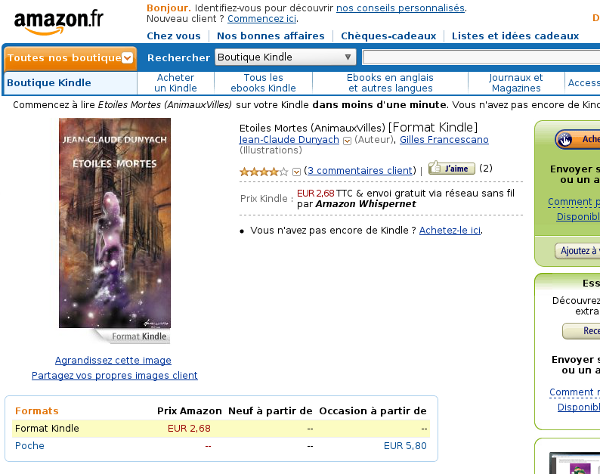 amazon.fr
Bonjour. Identifiez-vous pour découvrir nos conseils personnalisés.
Nouveau client ? Commencez ici.
Chez vous
Nos bonnes affaires
Chèques-cadeaux
Listes et idées cadeaux
Toutes nos boutique
Rechercher
Boutique Kindle
Boutique Kindle
Acheter un Kindle
Tous les ebooks Kindle
Ebooks en anglais et autres langues
Journaux et Magazines
Commencez à lire Etoiles Mortes (AnimauxVilles) sur votre Kindle dans moins d'une minute. Vous n'avez pas encore de Kind
JEAN-CLAUDE DUNYACH
ÉTOILES MORTES
Format Kindle
Agrandissez cette image
Partagez vos propres images client
Etoiles Mortes (AnimauxVilles) [Format Kindle]
Jean-Claude Dunyach (Auteur), Gilles Francescano
(Illustrations)
(3 commentaires client) | J'aime (2)
Prix Kindle : EUR 2,68 TTC & envoi gratuit via réseau sans fil
par Amazon Whispernet
• Vous n'avez pas encore de Kindle ? Achetez-le ici.
Envoyer s
ou un a
Comment p
Disponibl
Ajoutez à v
Ess
Découvrez
extra
Rece
Envoyer s
ou un a
Comment
Disponibl
Formats Prix Amazon Neuf à partir de Occasion à partir de
Format Kindle EUR 2,68 -- --
Poche -- -- EUR 5,80